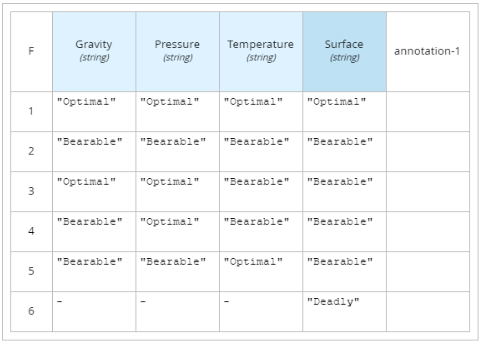 F Gravity Pressure Temperature Surface annotation-1
(string) (string) (string) (string)
1 "Optimal" "Optimal" "Optimal" "Optimal"
2 "Bearable" "Bearable" "Bearable" "Bearable"
3 "Optimal" "Optimal" "Bearable" "Bearable"
4 "Bearable" "Optimal" "Bearable" "Bearable"
5 "Bearable" "Bearable" "Optimal" "Bearable"
6 - - - "Deadly"